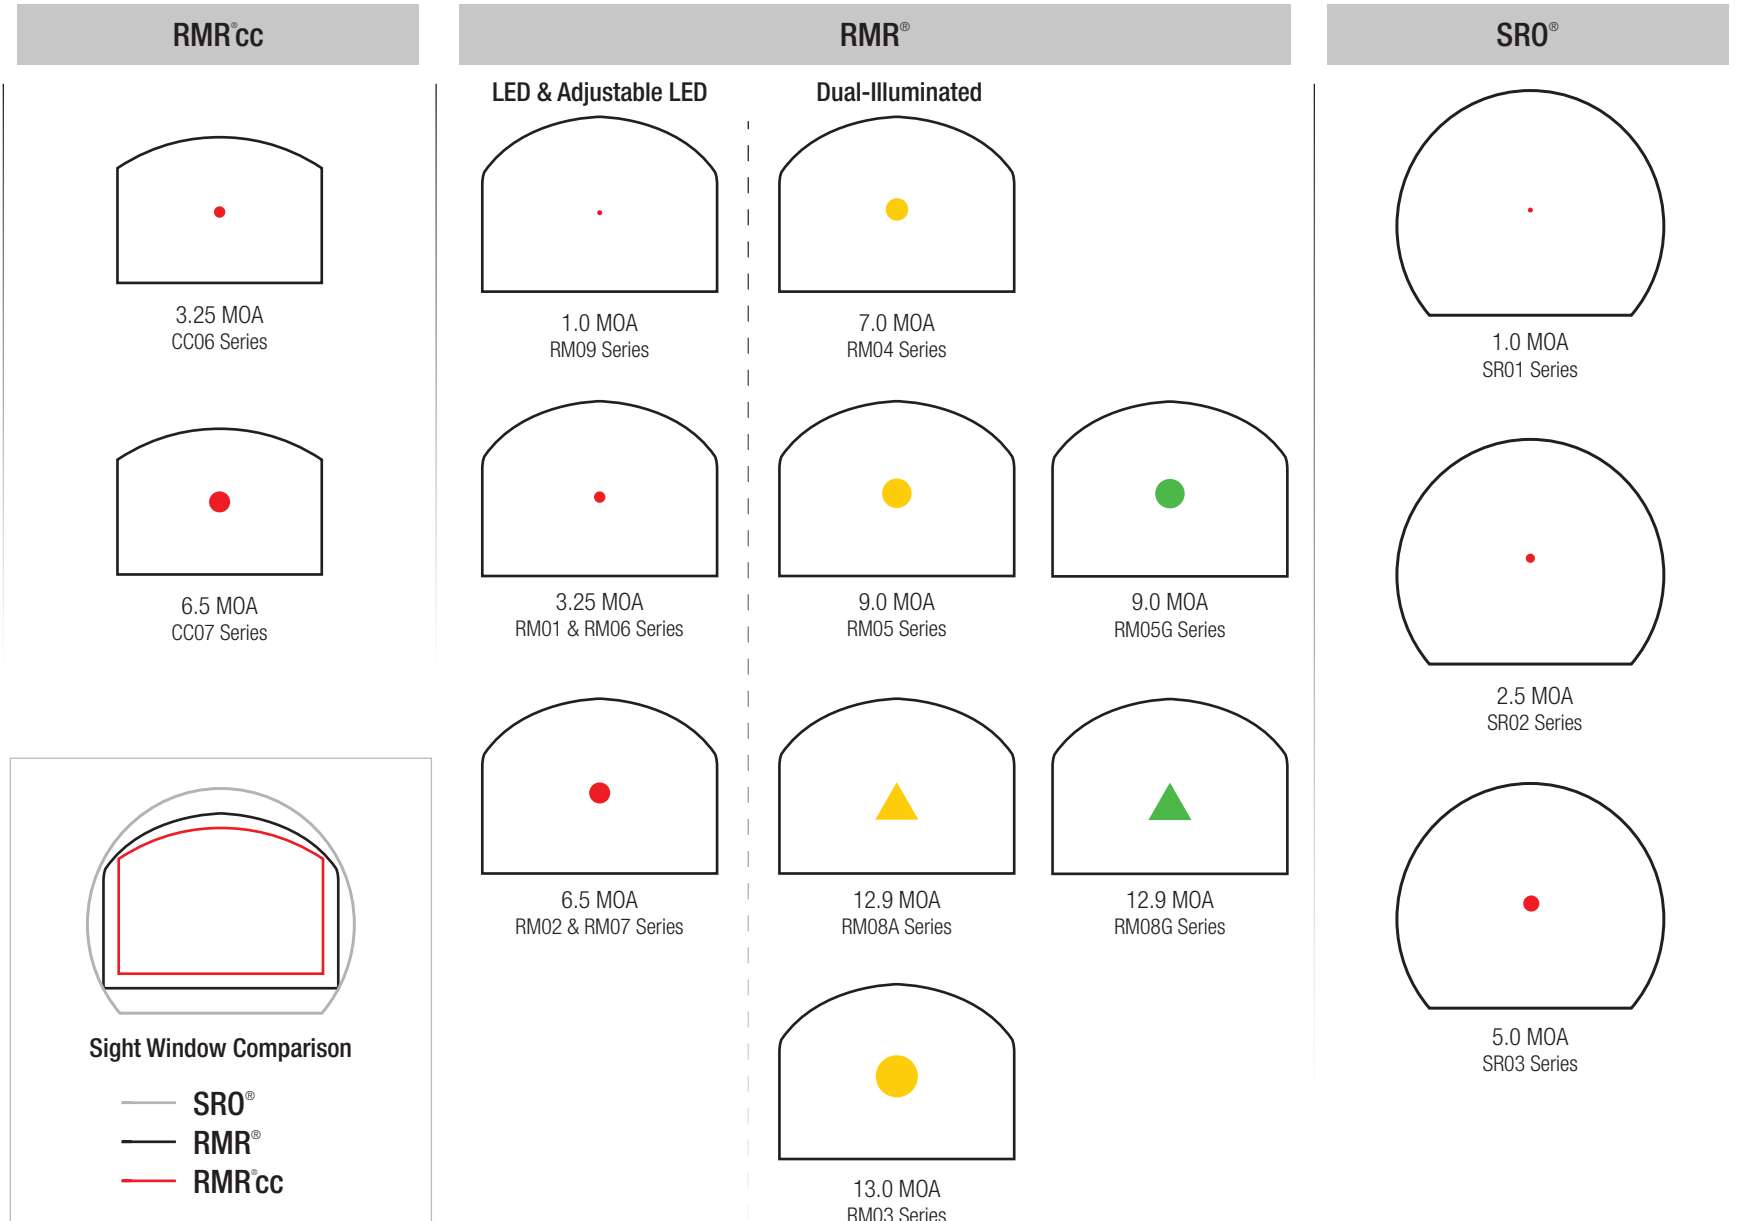 RMR®cc
3.25 MOA
CC06 Series
6.5 MOA
CC07 Series
Sight Window Comparison
SRO®
RMR®
RMR®cc
RMR®
LED & Adjustable LED
1.0 MOA
RM09 Series
3.25 MOA
RM01 & RM06 Series
6.5 MOA
RM02 & RM07 Series
Dual-Illuminated
7.0 MOA
RM04 Series
9.0 MOA
RM05 Series
9.0 MOA
RM05G Series
12.9 MOA
RM08A Series
12.9 MOA
RM08G Series
13.0 MOA
RM03 Series
SRO®
1.0 MOA
SR01 Series
2.5 MOA
SR02 Series
5.0 MOA
SR03 Series